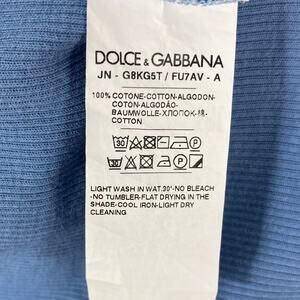 DOLCE & GABBANA
JN - G8KG5T / FU7AV - A
100% COTONE-COTTON-ALGODON-
COTON-ALGODÃO-
BAUMWOLLE-ХЛОПОК-棉-
COTTON
LIGHT WASH IN WAT.30'-NO BLEACH
-NO TUMBLER-FLAT DRYING IN THE
SHADE-COOL IRON-LIGHT DRY
CLEANING